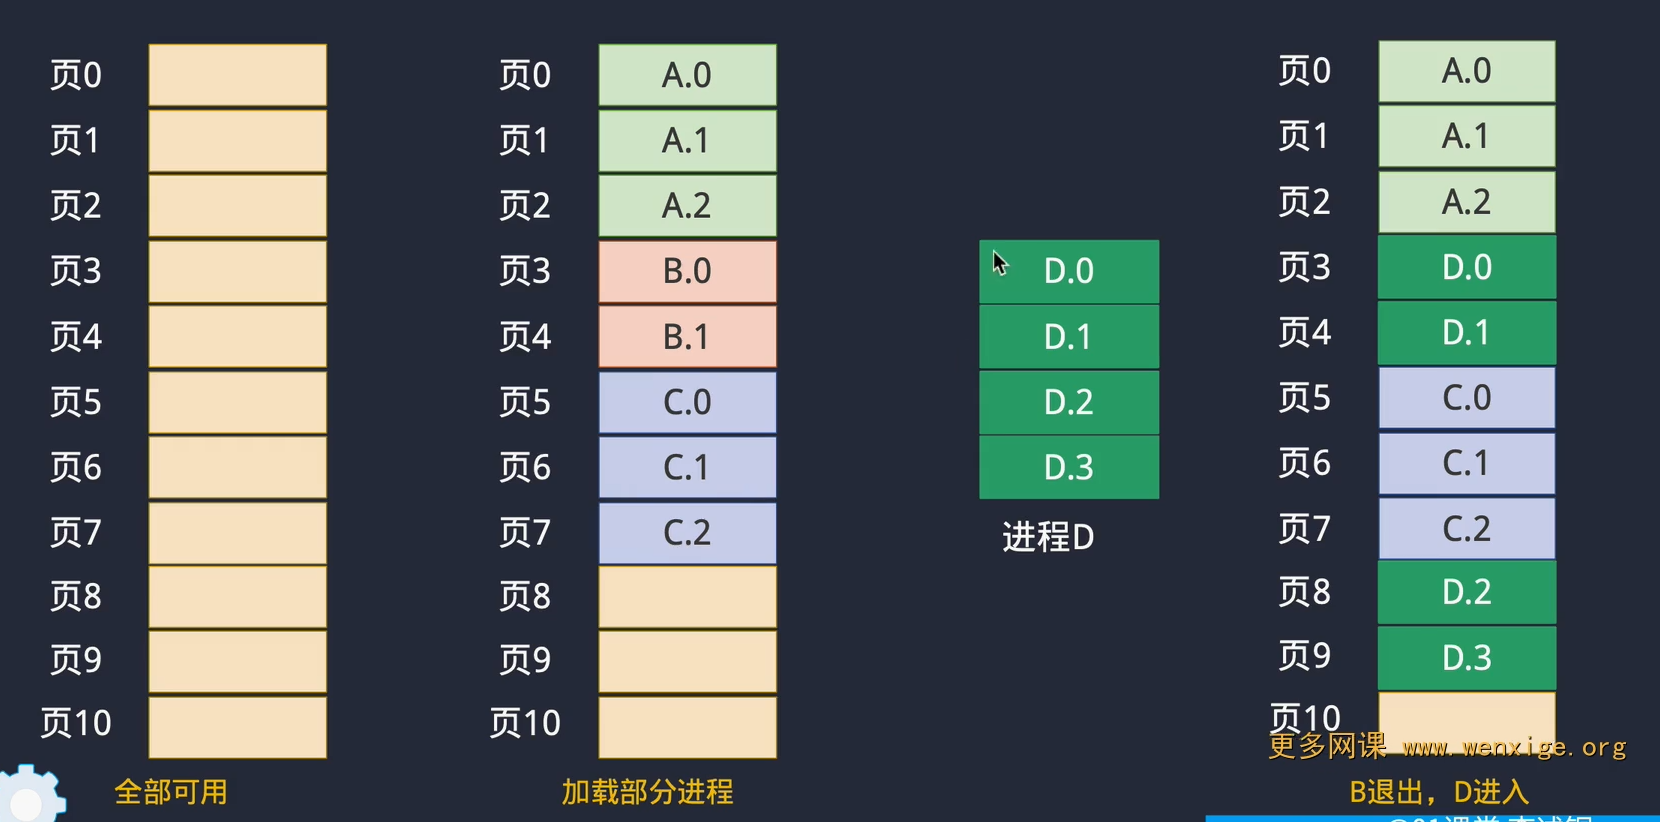 页0
页1
页2
页3
页4
页5
页6
页7
页8
页9
页10
全部可用
页0 A.0
页1 A.1
页2 A.2
页3 B.0
页4 B.1
页5 C.0
页6 C.1
页7 C.2
页8
页9
页10
加载部分进程
D.0
D.1
D.2
D.3
进程D
页0 A.0
页1 A.1
页2 A.2
页3 D.0
页4 D.1
页5 C.0
页6 C.1
页7 C.2
页8 D.2
页9 D.3
页10
更多网课 www.wenxige.org
B退出，D进入